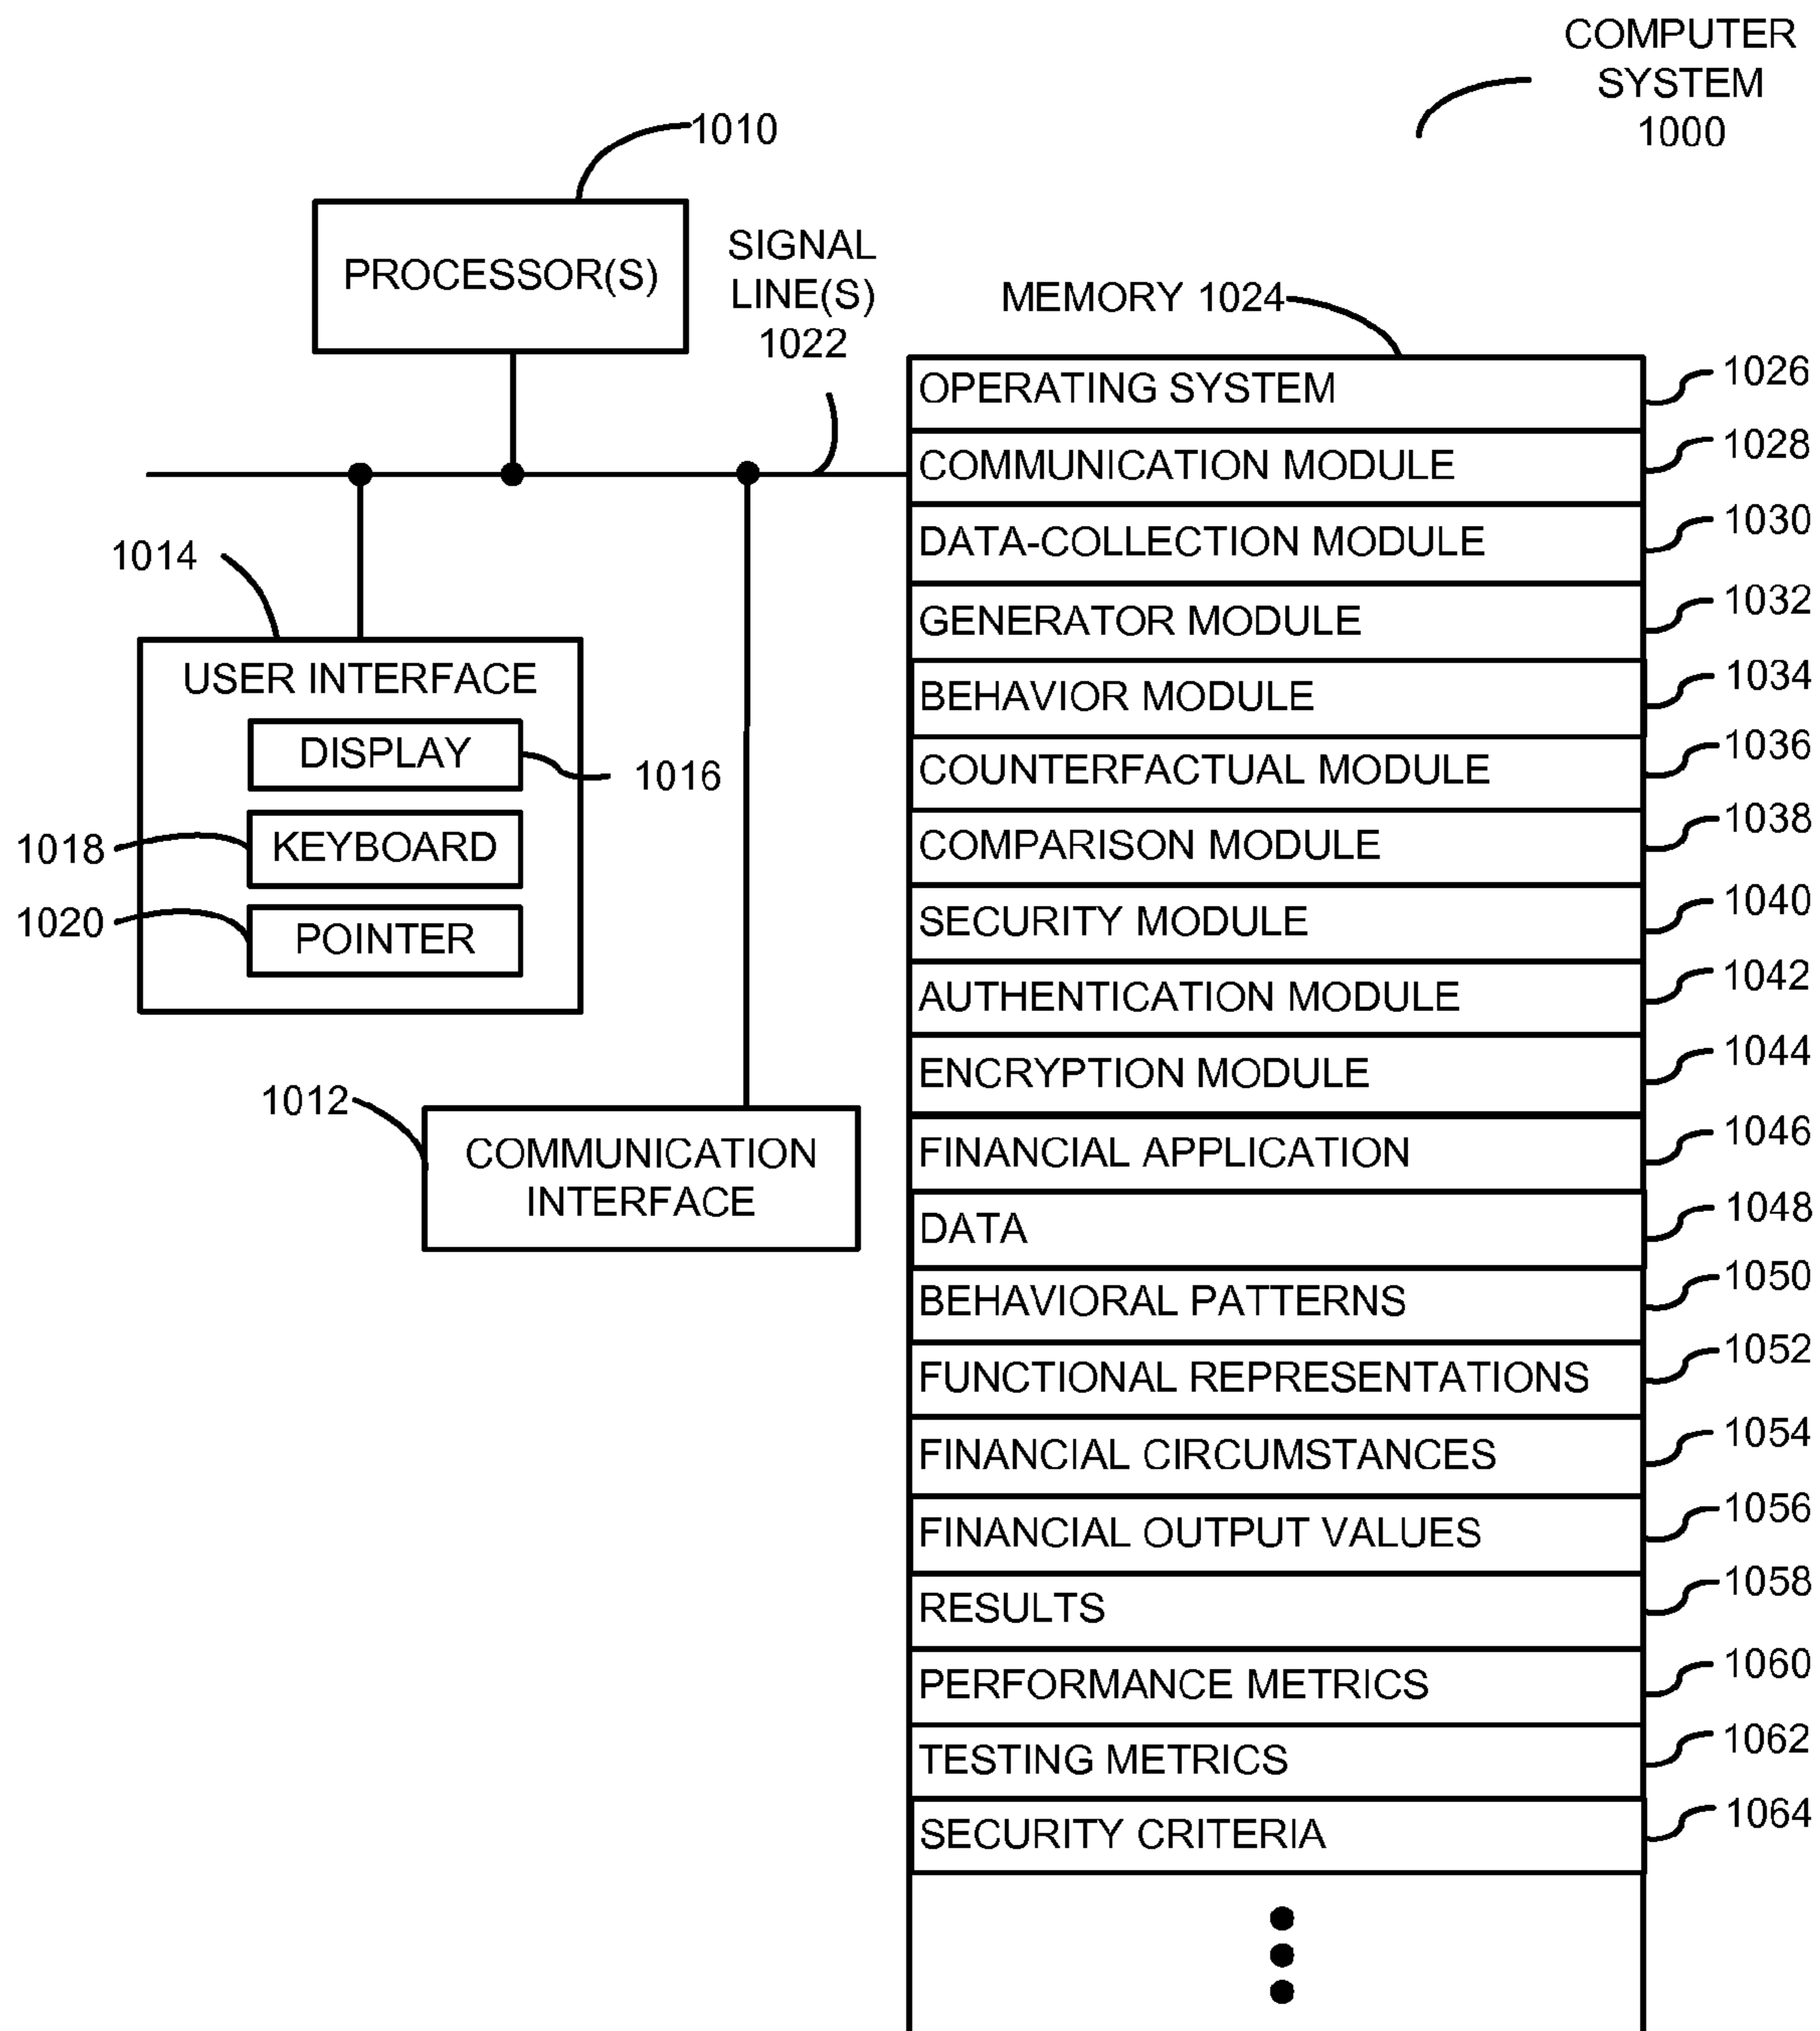 COMPUTER
SYSTEM
1000
1010
PROCESSOR(S)
SIGNAL
LINE(S)
1022
MEMORY 1024
OPERATING SYSTEM
1026
COMMUNICATION MODULE
1028
DATA-COLLECTION MODULE
1030
GENERATOR MODULE
1032
BEHAVIOR MODULE
1034
COUNTERFACTUAL MODULE
1036
COMPARISON MODULE
1038
SECURITY MODULE
1040
AUTHENTICATION MODULE
1042
ENCRYPTION MODULE
1044
FINANCIAL APPLICATION
1046
DATA
1048
BEHAVIORAL PATTERNS
1050
FUNCTIONAL REPRESENTATIONS
1052
FINANCIAL CIRCUMSTANCES
1054
FINANCIAL OUTPUT VALUES
1056
RESULTS
1058
PERFORMANCE METRICS
1060
TESTING METRICS
1062
SECURITY CRITERIA
1064
1014
USER INTERFACE
DISPLAY
1016
1018
KEYBOARD
1020
POINTER
1012
COMMUNICATION
INTERFACE